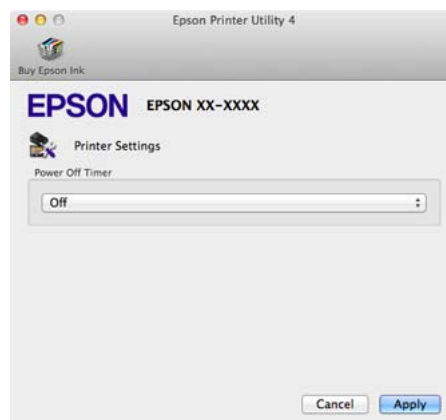 Epson Printer Utility 4
Buy Epson Ink
EPSON EPSON XX-XXXX
Printer Settings
Power Off Timer
Off
Cancel Apply